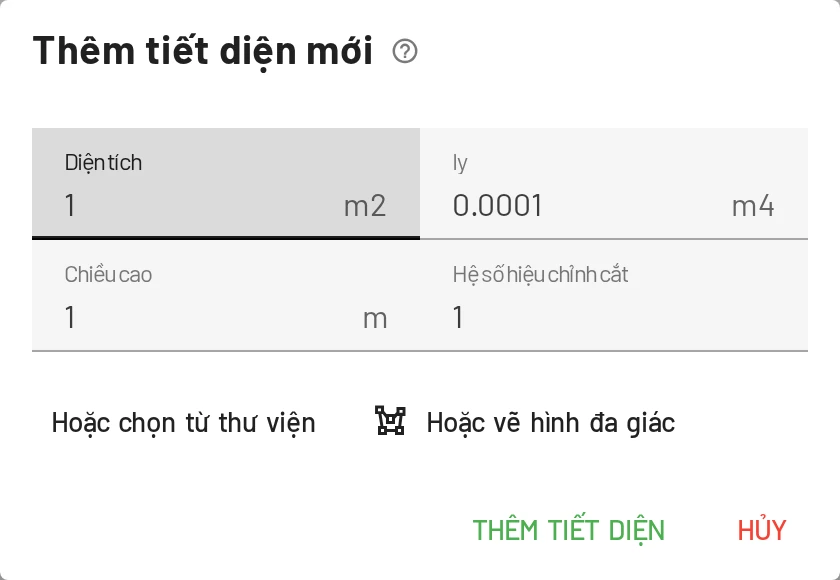 Thêm tiết diện mới ?
Diện tích
1 m2
Iy
0.0001 m4
Chiều cao
1 m
Hệ số hiệu chỉnh cắt
1
Hoặc chọn từ thư viện
Hoặc vẽ hình đa giác
THÊM TIẾT DIỆN HỦY